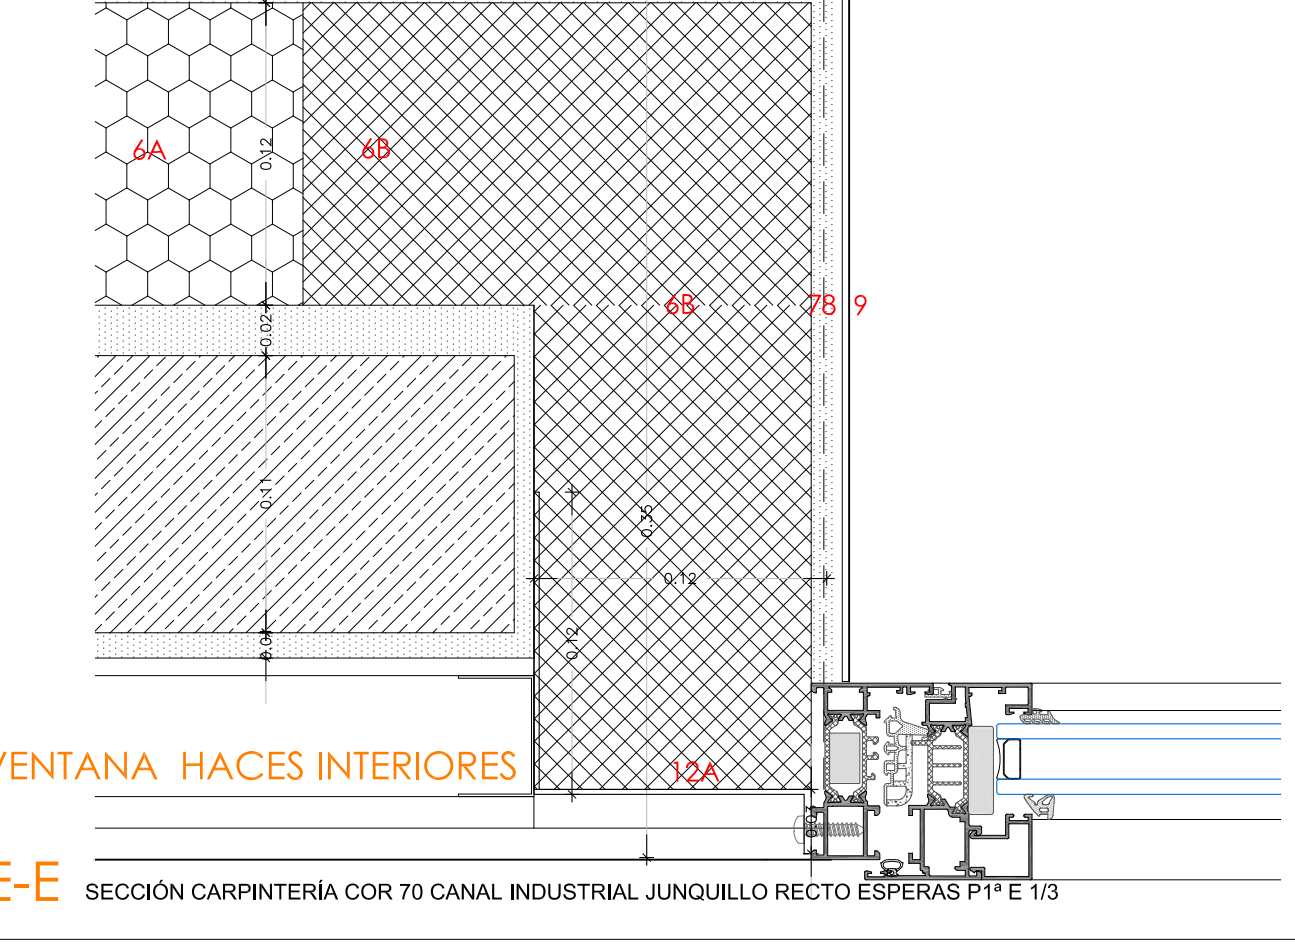 6A
0.12
6B
6B
78
9
0.02
0.11
0.35
0.12
0.12
VENTANA HACES INTERIORES
12A
E-E
SECCIÓN CARPINTERÍA COR 70 CANAL INDUSTRIAL JUNQUILLO RECTO ESPERAS P1ª E 1/3